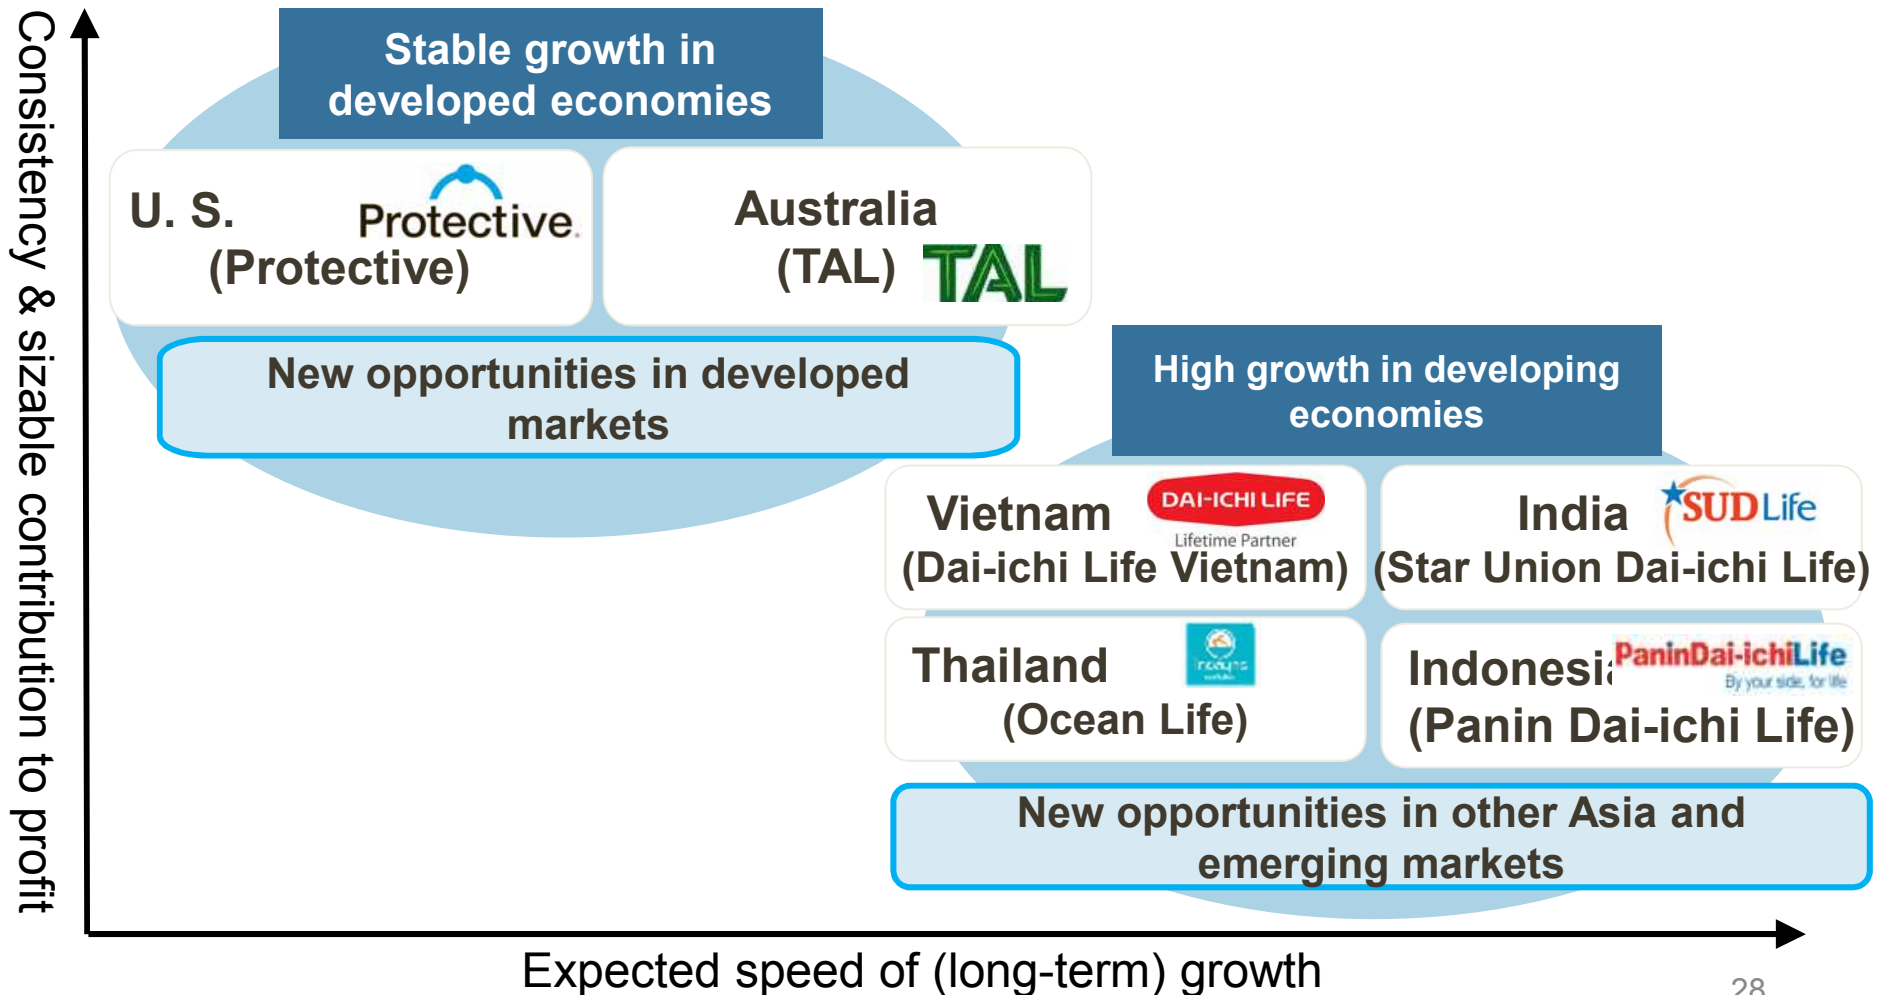 Consistency & sizable contribution to profit
Stable growth in
developed economies
U. S.
Protective.
(Protective)
Australia
(TAL)
TAL
New opportunities in developed
markets
High growth in developing
economies
Vietnam
DAI-ICHI LIFE
Lifetime Partner
(Dai-ichi Life Vietnam)
India
SUD Life
(Star Union Dai-ichi Life)
Thailand
(Ocean Life)
Indonesi
PaninDai-ichiLife
By your side, for life
(Panin Dai-ichi Life)
New opportunities in other Asia and
emerging markets
Expected speed of (long-term) growth
28